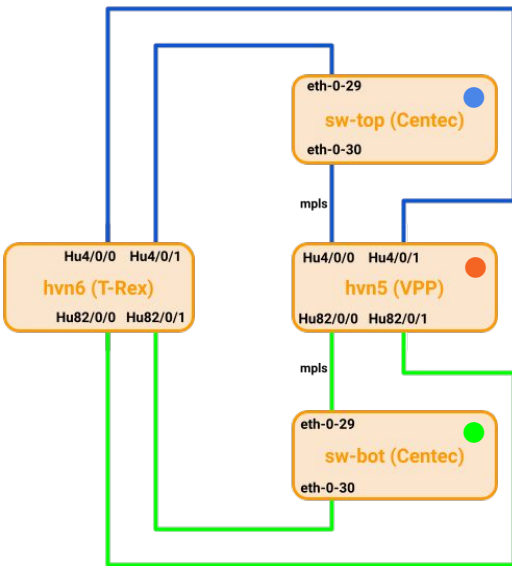 eth-0-29
sw-top (Centec)
eth-0-30
mpls
Hu4/0/0 Hu4/0/1
hvn6 (T-Rex)
Hu82/0/0 Hu82/0/1
Hu4/0/0 Hu4/0/1
hvn5 (VPP)
Hu82/0/0 Hu82/0/1
mpls
eth-0-29
sw-bot (Centec)
eth-0-30